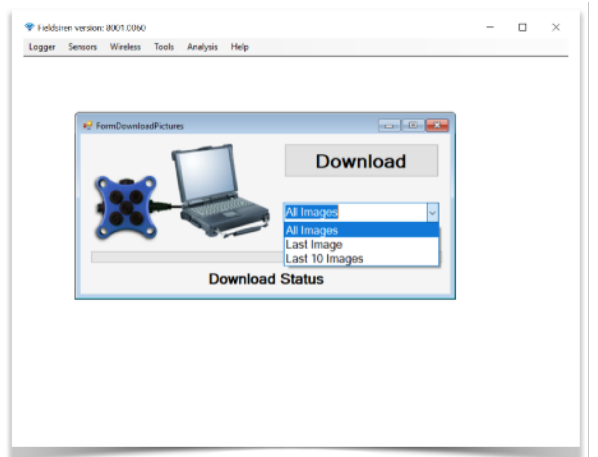 Fieldsiren version: 8001.0060
Logger Sensors Wireless Tools Analysis Help
FormDownloadPictures
Download
All Images
All Images
Last Image
Last 10 Images
Download Status